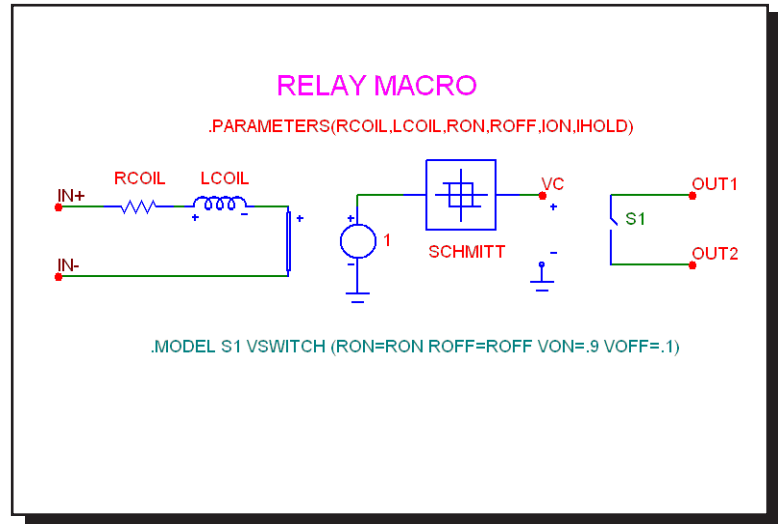 RELAY MACRO
.PARAMETERS(RCOIL,LCOIL,RON,ROFF,ION,IHOLD)
RCOIL
LCOIL
IN+
+ -
+
+
1
-
SCHMITT
VC
+
-
OUT1
S1
OUT2
IN-
.MODEL S1 VSWITCH (RON=RON ROFF=ROFF VON=.9 VOFF=.1)